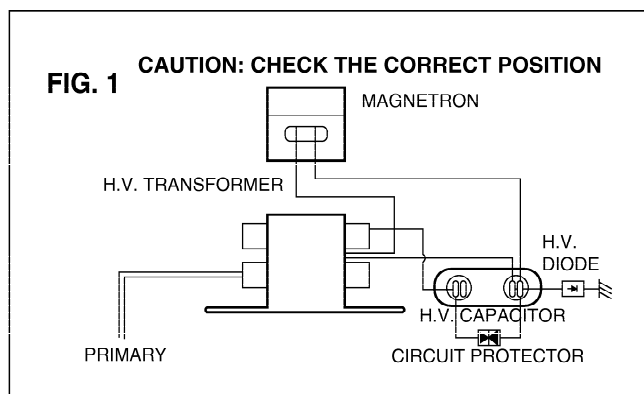 CAUTION: CHECK THE CORRECT POSITION
FIG. 1
MAGNETRON
H.V. TRANSFORMER
H.V.
DIODE
H.V. CAPACITOR
PRIMARY
CIRCUIT PROTECTOR